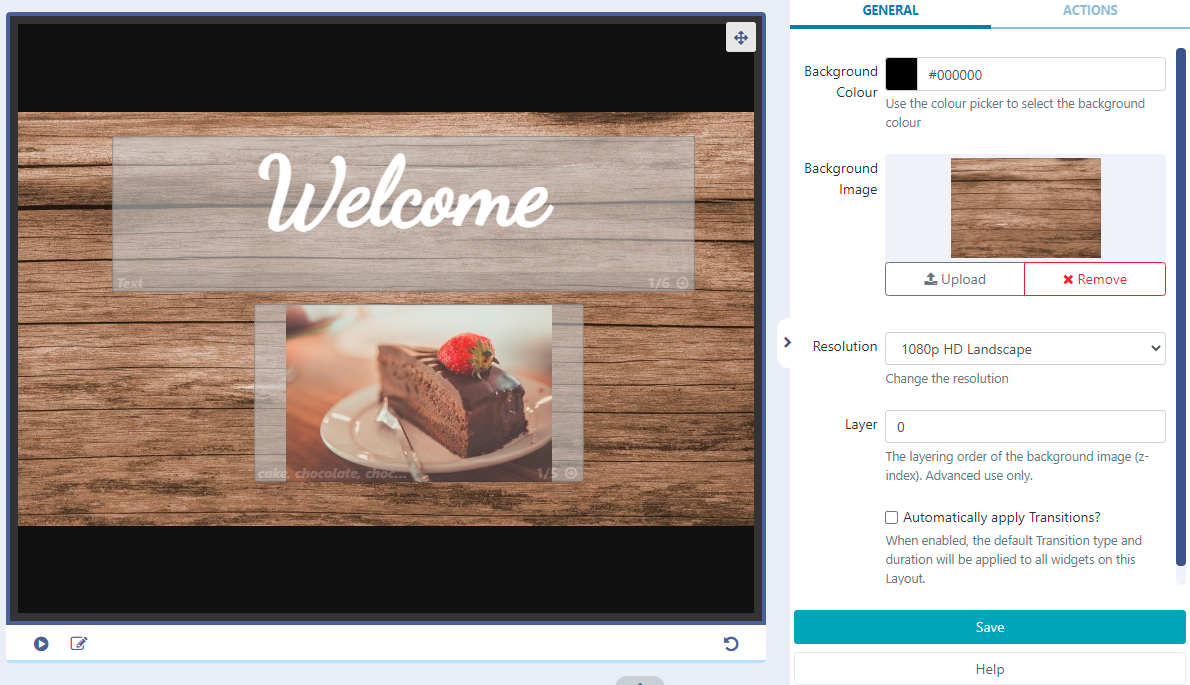 GENERAL
ACTIONS
Background
Colour
#000000
Use the colour picker to select the background
colour
Welcome
Text
1/6
cake, chocolate, choc...
1/5
Background
Image
Upload
Remove
Resolution
1080p HD Landscape
Change the resolution
Layer
0
The layering order of the background image (z-
index). Advanced use only.
Automatically apply Transitions?
When enabled, the default Transition type and
duration will be applied to all widgets on this
Layout.
Save
Help